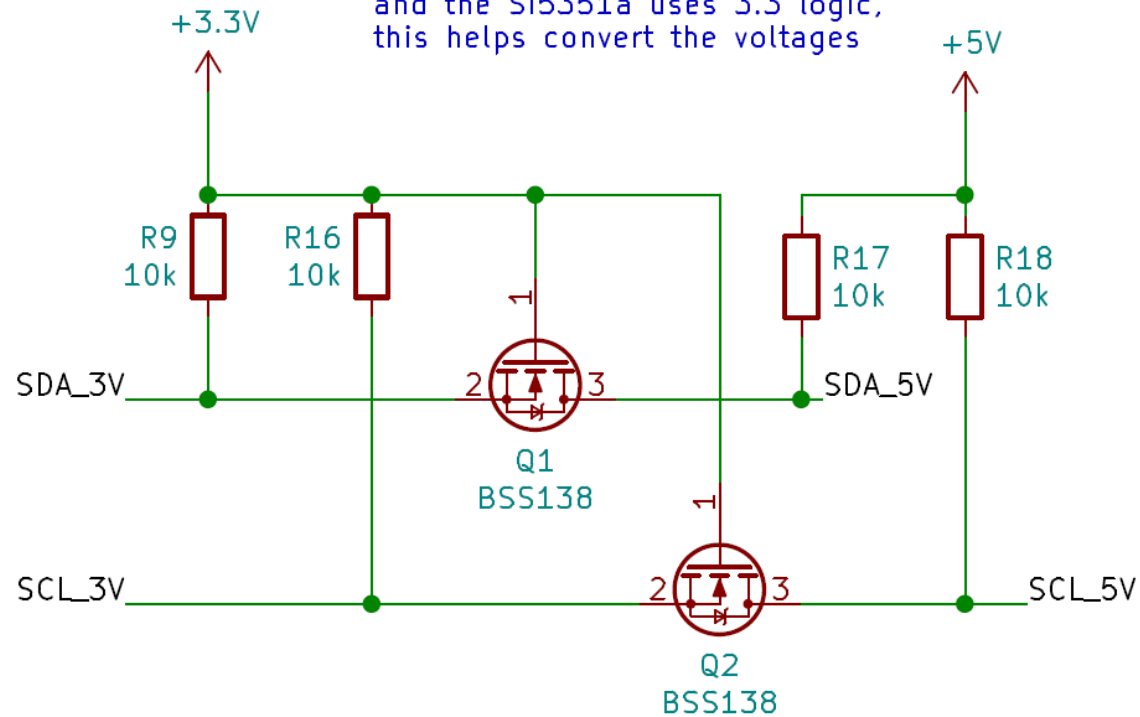 and the Si5351a uses 3.3 logic,
this helps convert the voltages
+3.3V
+5V
R9
10k
R16
10k
R17
10k
R18
10k
1
SDA_3V
2
3
SDA_5V
Q1
BSS138
1
SCL_3V
2
3
SCL_5V
Q2
BSS138